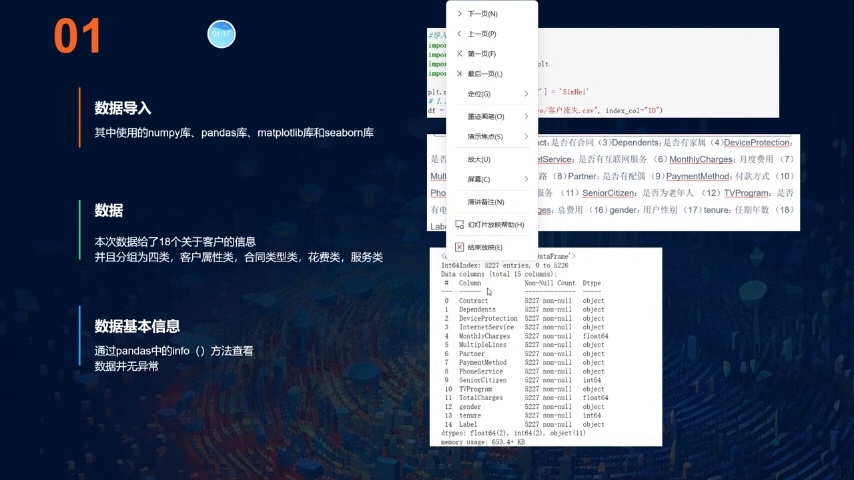 01
01:37
数据导入
其中使用的numpy库、pandas库、matplotlib库和seaborn库
数据
本次数据给了18个关于客户的信息
并且分组为四类，客户属性类，合同类型类，花费类，服务类
数据基本信息
通过pandas中的info（）方法查看
数据并无异常
下一页(N)
上一页(P)
第一页(F)
最后一页(L)
定位(G)
墨迹画笔(O)
演示焦点(S)
放大(U)
屏幕(C)
演讲备注(N)
幻灯片放映帮助(H)
结束放映(E)
#导入
impor
impor
impor plt
impor
plt.r '] = 'SimHei'
df = ve/客户流失.csv", index_col="ID")
ct:是否有合同（3)Dependents:是否有家属（4）DeviceProtection:
是否 netService: 是否有互联网服务 （6）MonthlyCharges: 月度费用 （7）
Mult 路 （8）Partner: 是否有配偶 （9)PaymentMethod: 付款方式 （10）
Pho 服务 （11）SeniorCitizen: 是否为老年人 （12）TVProgram: 是否
有电 ges: 总费用 （16）gender: 用户性别 （17）tenure: 任期年数 （18）
Labe
DataFrame'>
Int64Index: 5227 entries, 0 to 5226
Data columns (total 15 columns):
# Column Non-Null Count Dtype
--- ------ -------------- -----
0 Contract 5227 non-null object
1 Dependents 5227 non-null object
2 DeviceProtection 5227 non-null object
3 InternetService 5227 non-null object
4 MonthlyCharges 5227 non-null float64
5 MultipleLines 5227 non-null object
6 Partner 5227 non-null object
7 PaymentMethod 5227 non-null object
8 PhoneService 5227 non-null object
9 SeniorCitizen 5227 non-null int64
10 TVProgram 5227 non-null object
11 TotalCharges 5227 non-null float64
12 gender 5227 non-null object
13 tenure 5227 non-null int64
14 Label 5227 non-null object
dtypes: float64(2), int64(2), object(11)
memory usage: 653.4+ KB